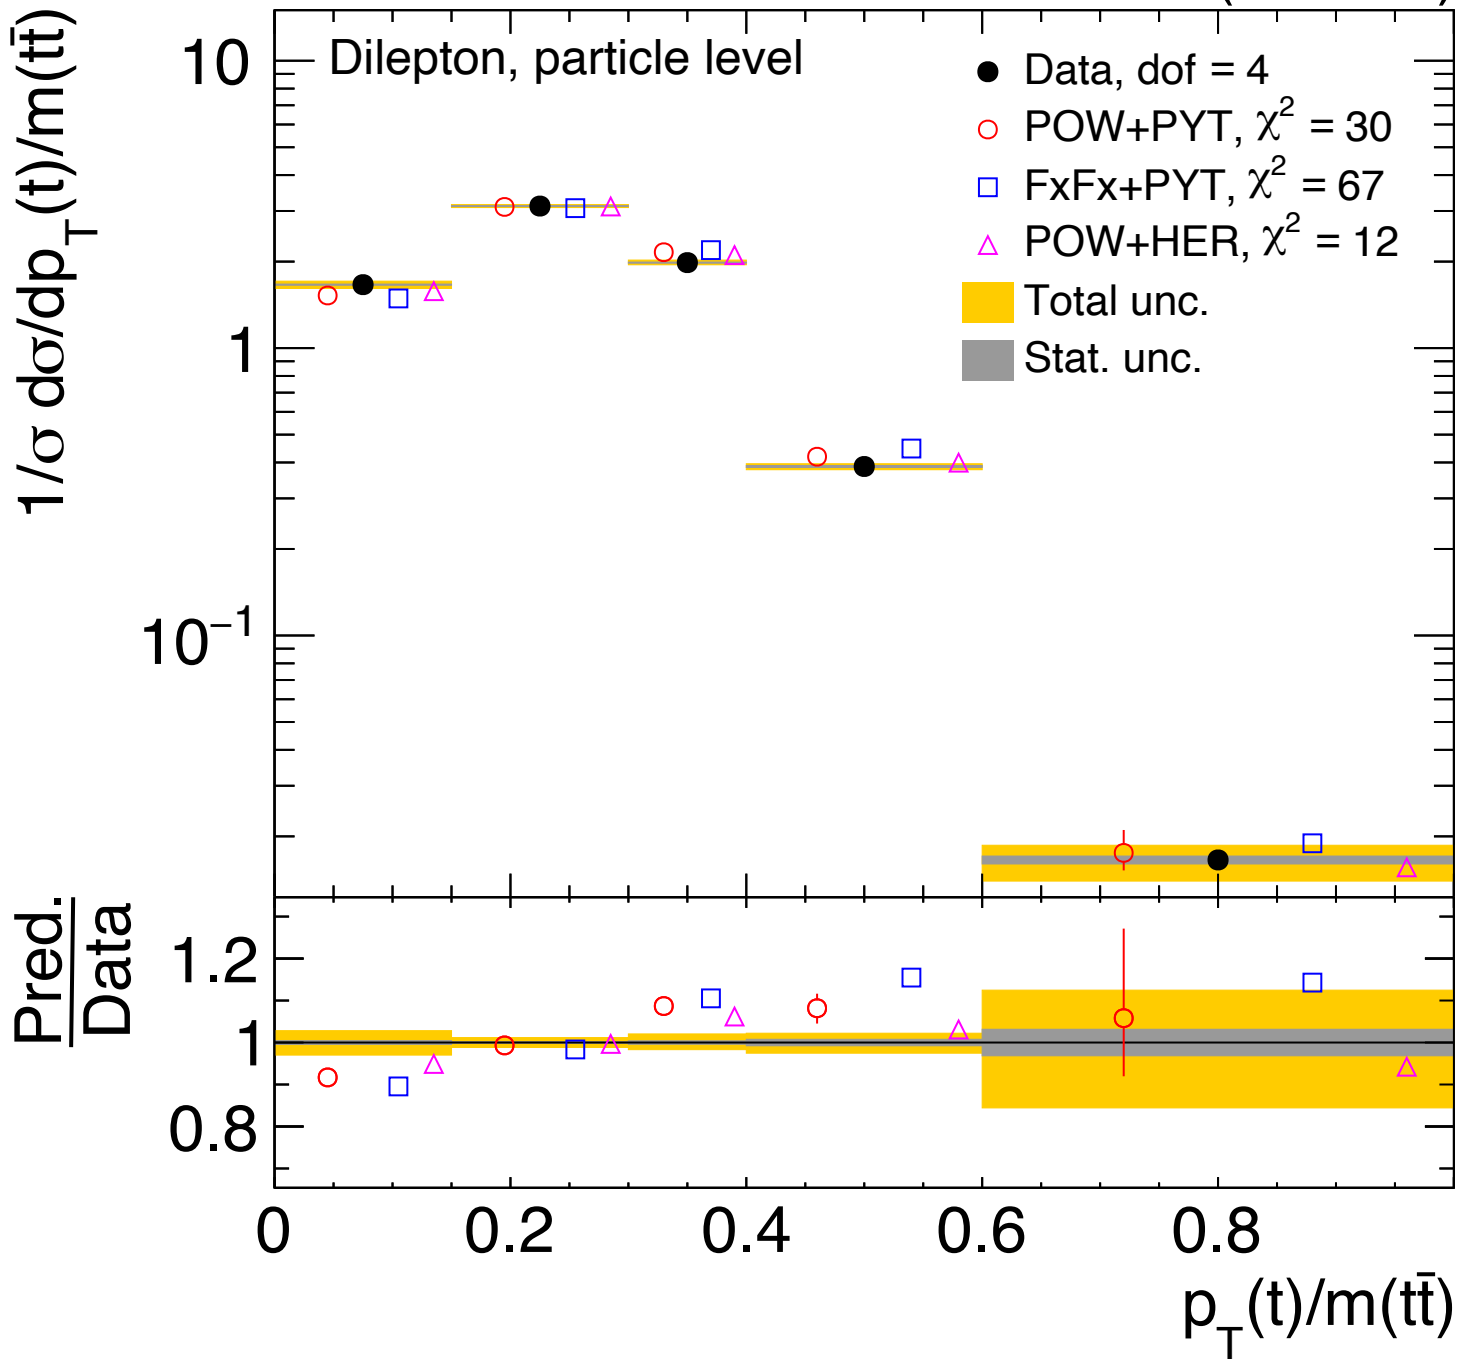 Dilepton, particle level
Data, dof = 4
POW+PYT, χ² = 30
FxFx+PYT, χ² = 67
POW+HER, χ² = 12
Total unc.
Stat. unc.
1/σ dσ/dp_T(t)/m(tt̄)
10
1
10⁻¹
Pred.
Data
1.2
1
0.8
0 0.2 0.4 0.6 0.8
p_T(t)/m(tt̄)